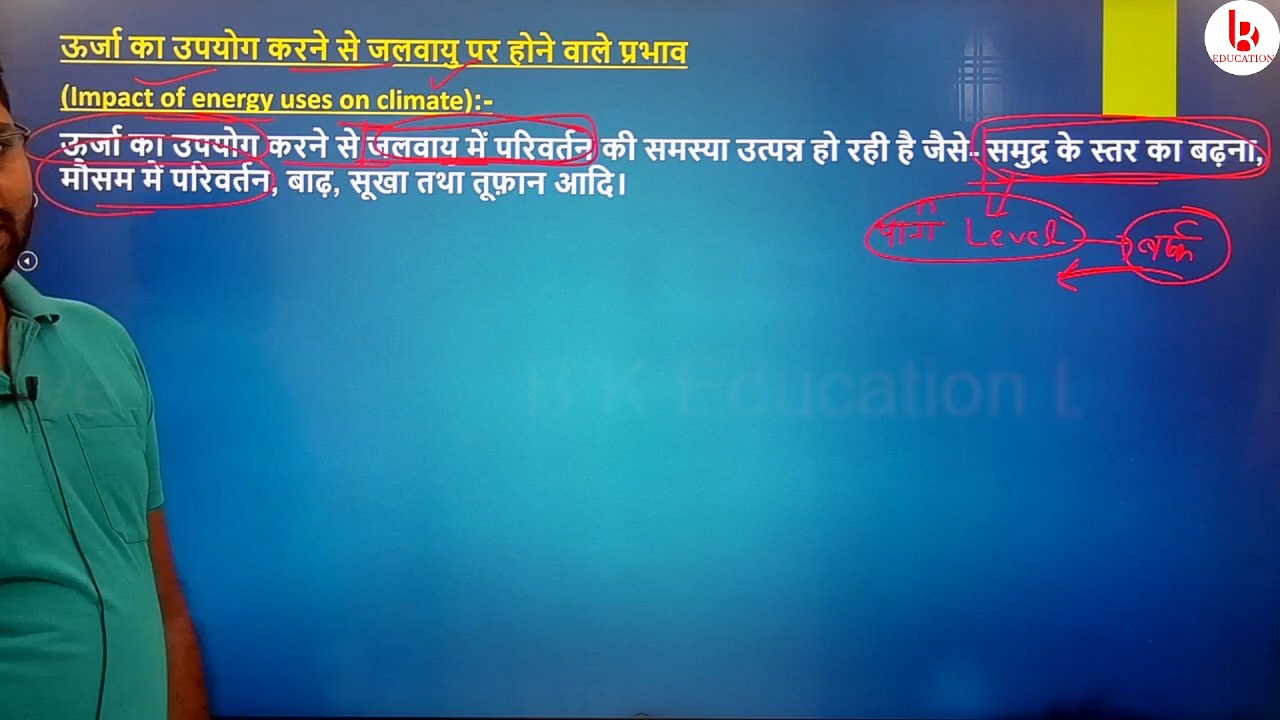 EDUCATION
ऊर्जा का उपयोग करने से जलवायु पर होने वाले प्रभाव
(Impact of energy uses on climate):-
ऊर्जा का उपयोग करने से जलवायु में परिवर्तन की समस्या उत्पन्न हो रही है जैसे- समुद्र के स्तर का बढ़ना,
मौसम में परिवर्तन, बाढ़, सूखा तथा तूफ़ान आदि।
Level बर्फ
B K Education L